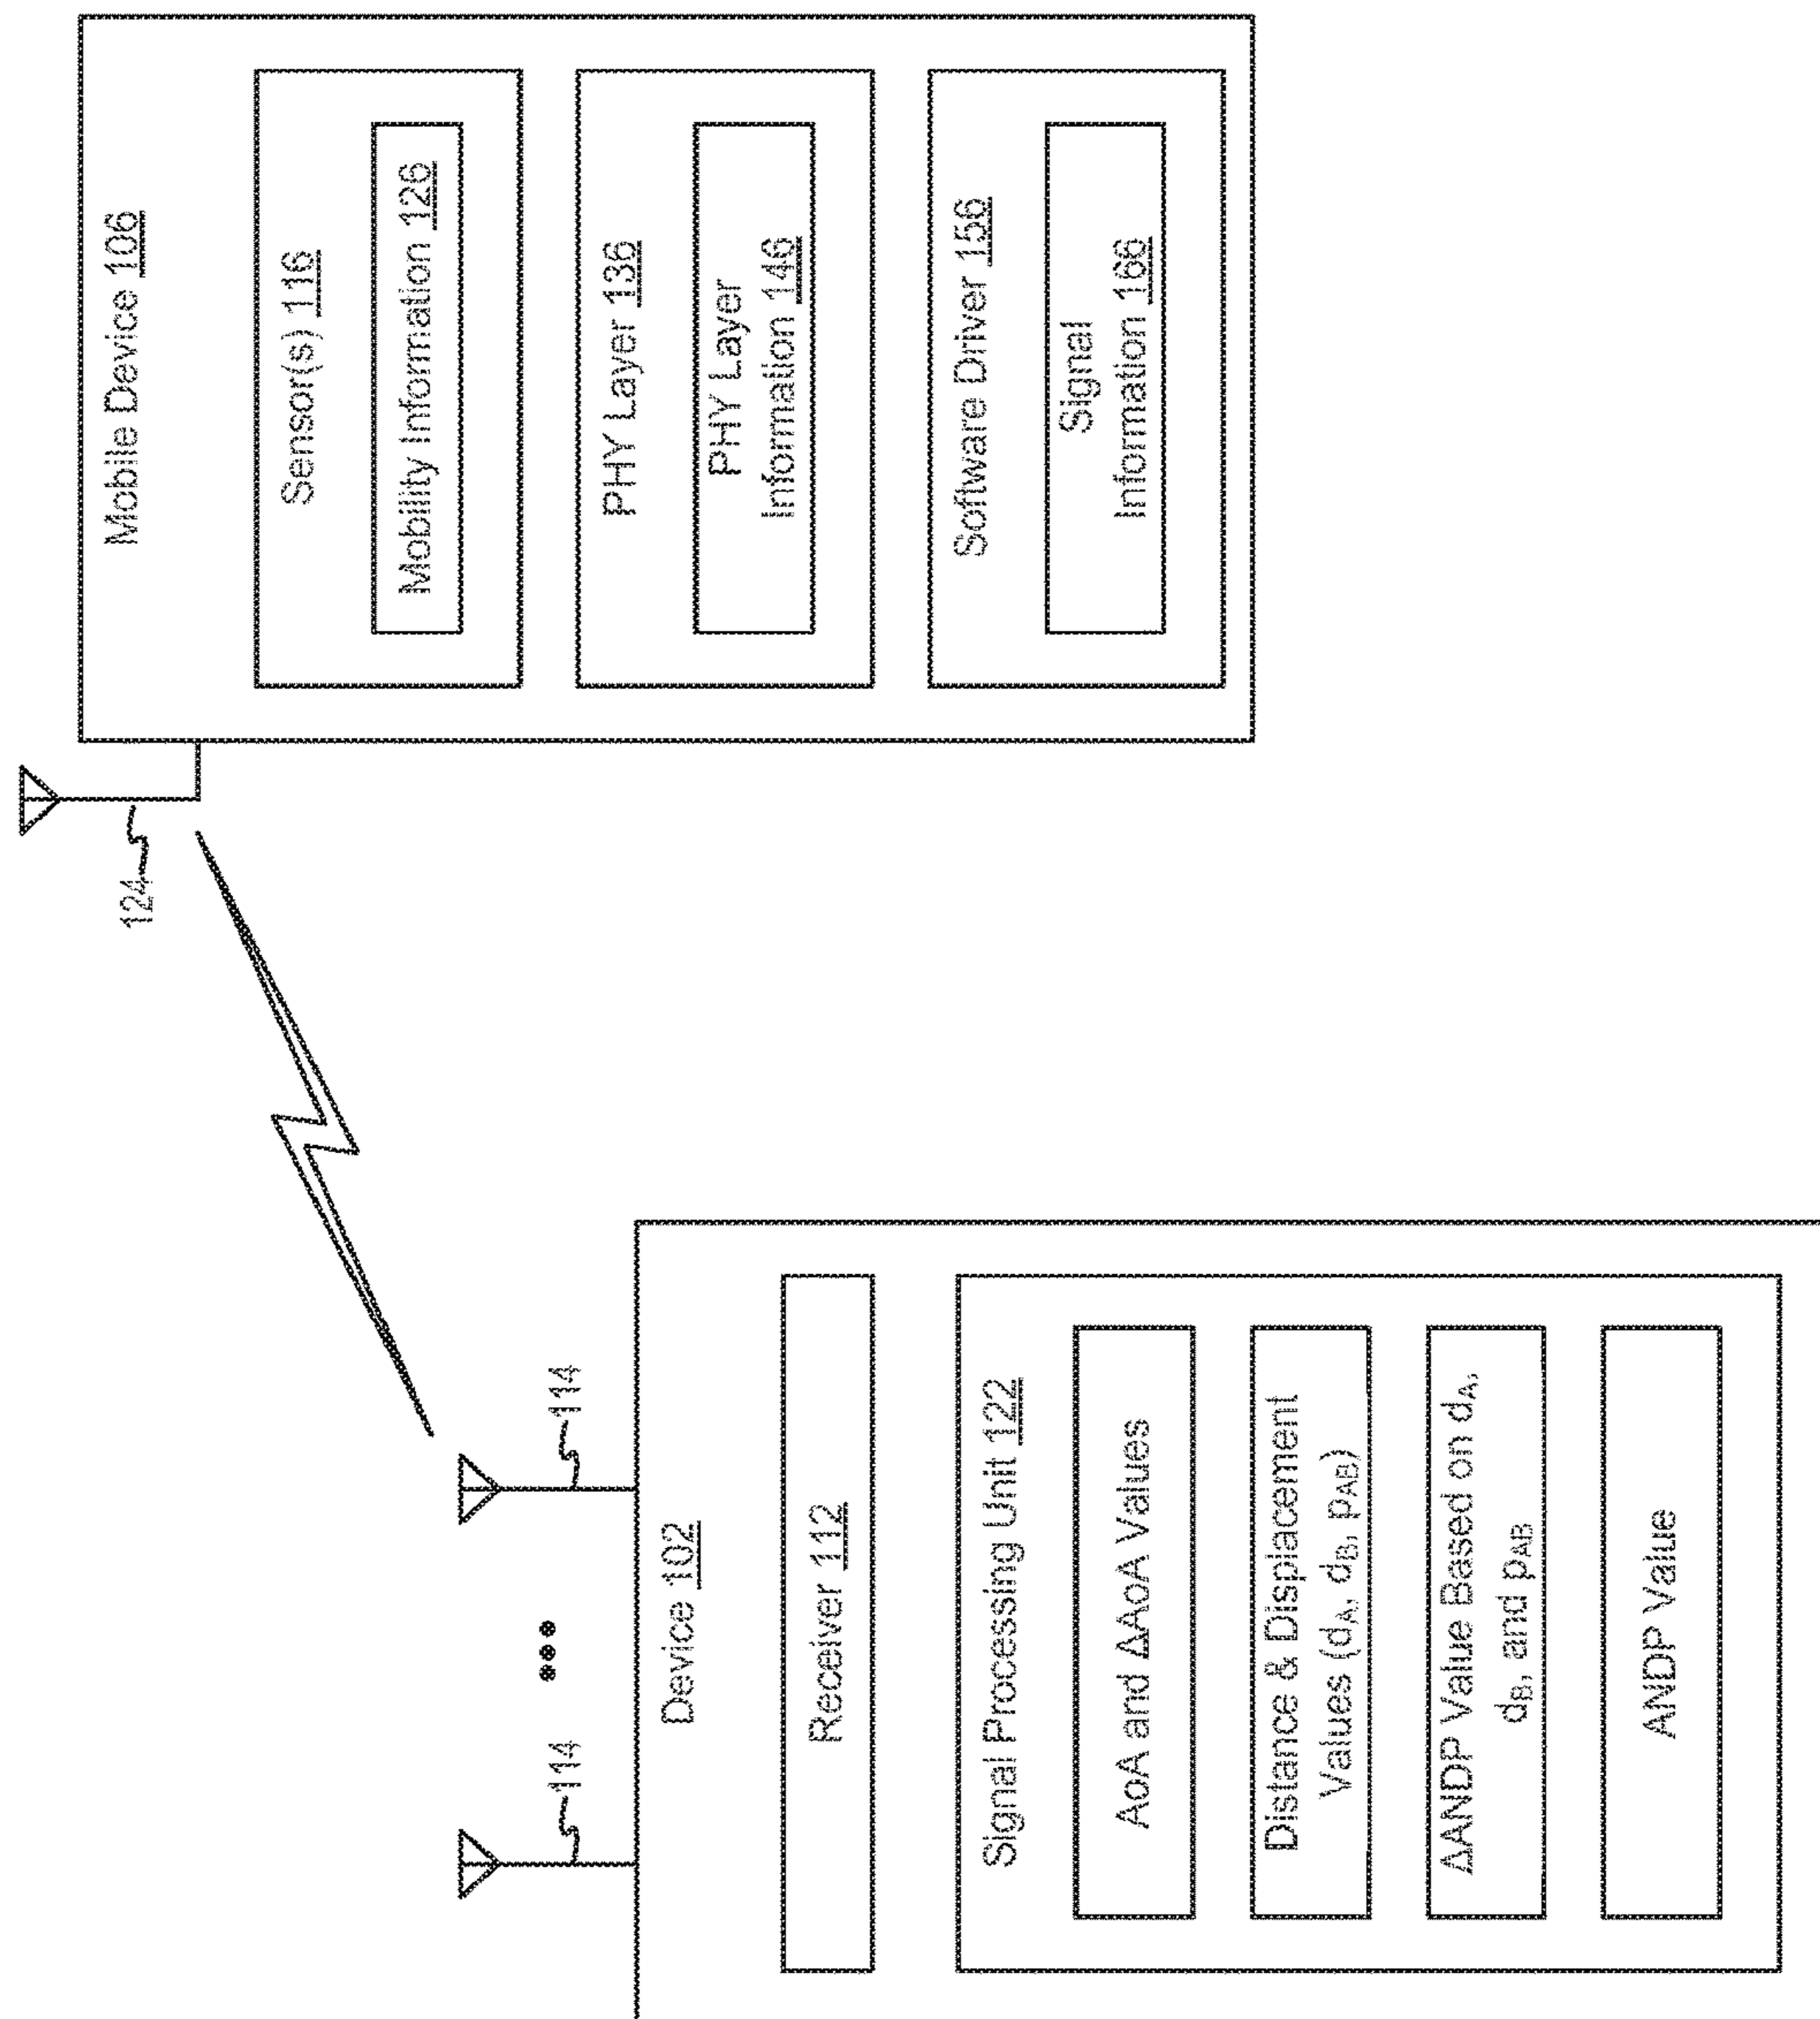 Device 102
114
114
Receiver 112
Signal Processing Unit 122
AoA and ΔAoA Values
Distance & Displacement
Values (dA, dB, pAB)
ΔANDP Value Based on dA,
dB, and pAB
ANDP Value
124
Mobile Device 106
Sensor(s) 116
Mobility Information 126
PHY Layer 136
PHY Layer
Information 146
Software Driver 156
Signal
Information 166